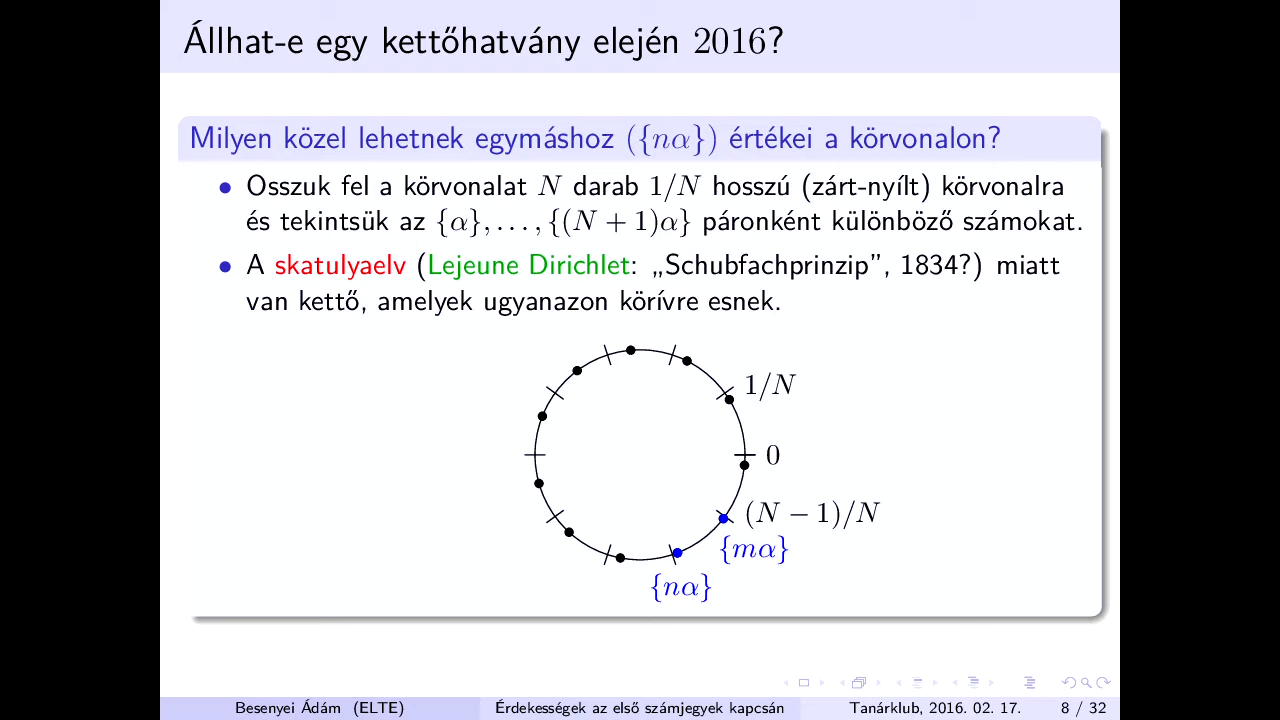 Állhat-e egy kettőhatvány elején 2016?
Milyen közel lehetnek egymáshoz ({nα}) értékei a körvonalon?
• Osszuk fel a körvonalat N darab 1/N hosszú (zárt-nyílt) körvonalra
és tekintsük az {α}, . . . , {(N + 1)α} páronként különböző számokat.
• A skatulyaelv (Lejeune Dirichlet: „Schubfachprinzip”, 1834?) miatt
van kettő, amelyek ugyanazon körívre esnek.
1/N
0
(N − 1)/N
{mα}
{nα}
Besenyei Ádám (ELTE)
Érdekességek az első számjegyek kapcsán
Tanárklub, 2016. 02. 17.
8 / 32